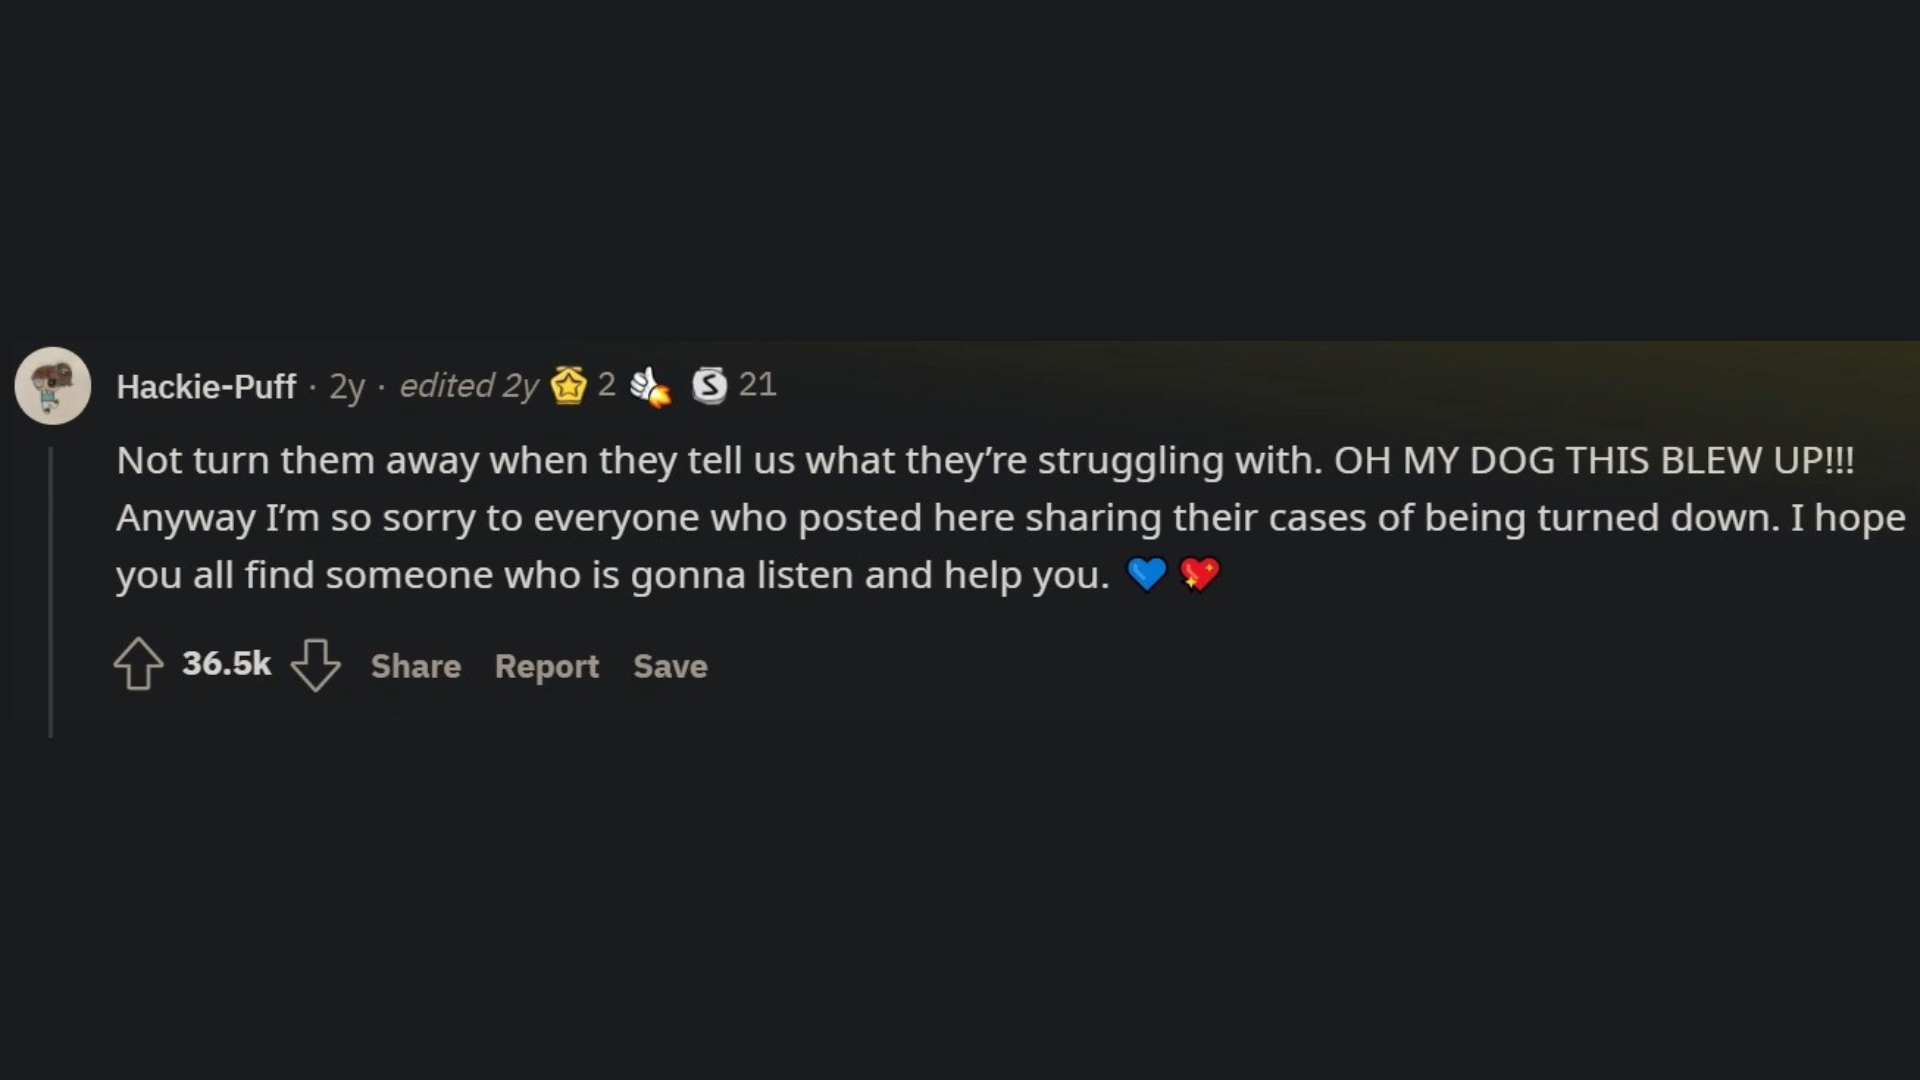 Hackie-Puff · 2y · edited 2y 2 S 21
Not turn them away when they tell us what they’re struggling with. OH MY DOG THIS BLEW UP!!!
Anyway I’m so sorry to everyone who posted here sharing their cases of being turned down. I hope
you all find someone who is gonna listen and help you. 💙 💖
36.5k Share Report Save